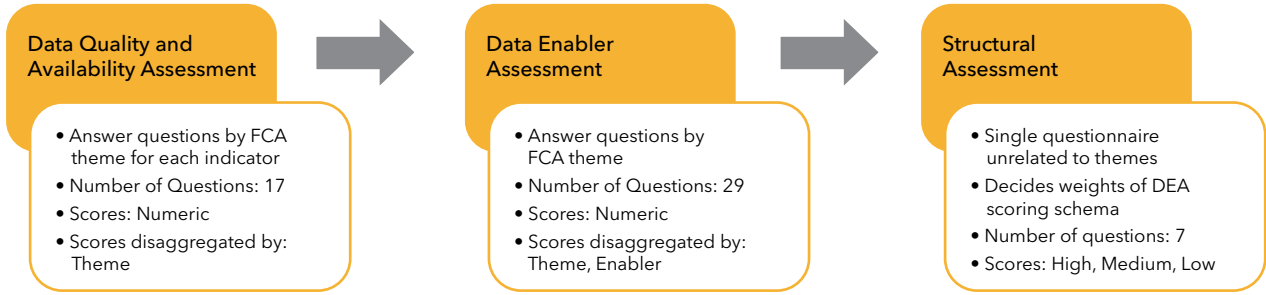 Data Quality and
Availability Assessment
• Answer questions by FCA
theme for each indicator
• Number of Questions: 17
• Scores: Numeric
• Scores disaggregated by:
Theme
Data Enabler
Assessment
• Answer questions by
FCA theme
• Number of Questions: 29
• Scores: Numeric
• Scores disaggregated by:
Theme, Enabler
Structural
Assessment
• Single questionnaire
unrelated to themes
• Decides weights of DEA
scoring schema
• Number of questions: 7
• Scores: High, Medium, Low